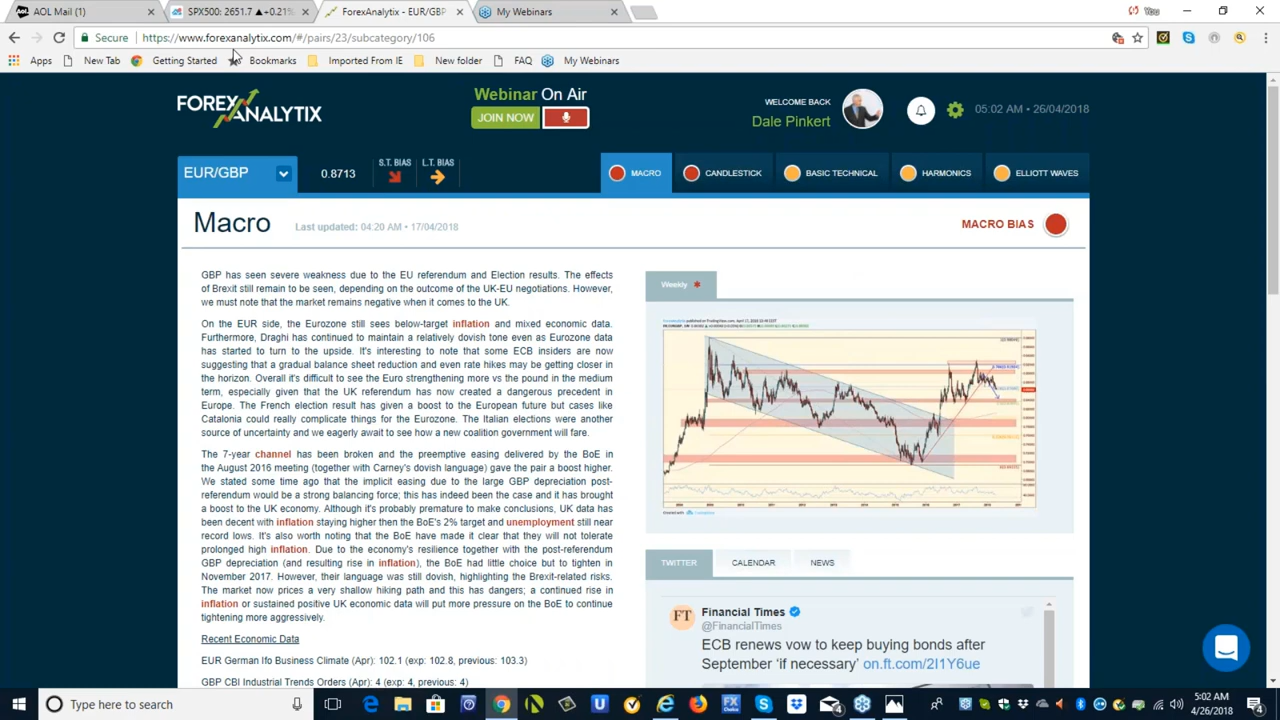 AOL Mail (1)
SPX500: 2651.7 ▲+0.21%
ForexAnalytix - EUR/GBP
My Webinars
You
Secure
https://www.forexanalytix.com/#/pairs/23/subcategory/106
Apps
New Tab
Getting Started
Bookmarks
Imported From IE
New folder
FAQ
My Webinars
FOREX ANALYTIX
Webinar On Air
JOIN NOW
WELCOME BACK
Dale Pinkert
05:02 AM • 26/04/2018
EUR/GBP
0.8713
S.T. BIAS
L.T. BIAS
MACRO
CANDLESTICK
BASIC TECHNICAL
HARMONICS
ELLIOTT WAVES
Macro
Last updated: 04:20 AM • 17/04/2018
MACRO BIAS
GBP has seen severe weakness due to the EU referendum and Election results. The effects
of Brexit still remain to be seen, depending on the outcome of the UK-EU negotiations. However,
we must note that the market remains negative when it comes to the UK.
On the EUR side, the Eurozone still sees below-target inflation and mixed economic data.
Furthermore, Draghi has continued to maintain a relatively dovish tone even as Eurozone data
has started to turn to the upside. It's interesting to note that some ECB insiders are now
suggesting that a gradual balance sheet reduction and even rate hikes may be getting closer in
the horizon. Overall it's difficult to see the Euro strengthening more vs the pound in the medium
term, especially given that the UK referendum has now created a dangerous precedent in
Europe. The French election result has given a boost to the European future but cases like
Catalonia could really complicate things for the Eurozone. The Italian elections were another
source of uncertainty and we eagerly await to see how a new coalition government will fare.
The 7-year channel has been broken and the preemptive easing delivered by the BoE in
the August 2016 meeting (together with Carney's dovish language) gave the pair a boost higher.
We stated some time ago that the implicit easing due to the large GBP depreciation post-
referendum would be a strong balancing force; this has indeed been the case and it has brought
a boost to the UK economy. Although it's probably premature to make conclusions, UK data has
been decent with inflation staying higher then the BoE's 2% target and unemployment still near
record lows. It's also worth noting that the BoE have made it clear that they will not tolerate
prolonged high inflation. Due to the economy's resilience together with the post-referendum
GBP depreciation (and resulting rise in inflation), the BoE had little choice but to tighten in
November 2017. However, their language was still dovish, highlighting the Brexit-related risks.
The market now prices a very shallow hiking path and this has dangers; a continued rise in
inflation or sustained positive UK economic data will put more pressure on the BoE to continue
tightening more aggressively.
Recent Economic Data
EUR German Ifo Business Climate (Apr): 102.1 (exp: 102.8, previous: 103.3)
GBP CBI Industrial Trends Orders (Apr): 4 (exp: 4, previous: 4)
Weekly *
TWITTER
CALENDAR
NEWS
FT
Financial Times
@FinancialTimes
ECB renews vow to keep buying bonds after
September 'if necessary' on.ft.com/2I1Y6ue
Type here to search
5:02 AM
4/26/2018